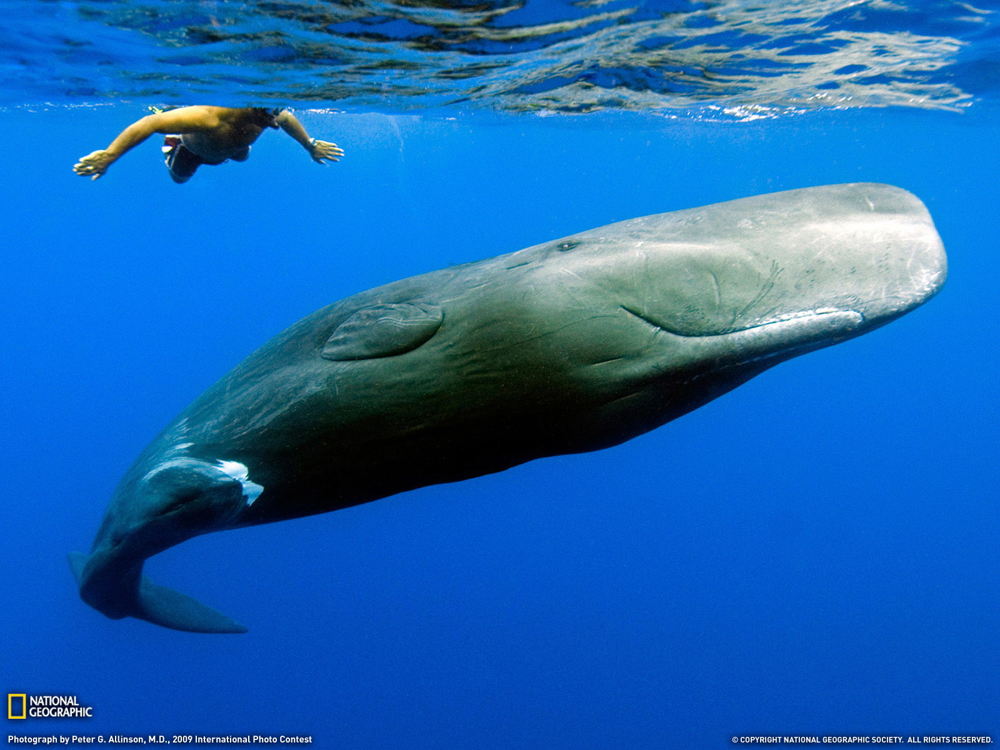 NATIONAL
GEOGRAPHIC
Photograph by Peter G. Allinson, M.D., 2009 International Photo Contest
© COPYRIGHT NATIONAL GEOGRAPHIC SOCIETY. ALL RIGHTS RESERVED.